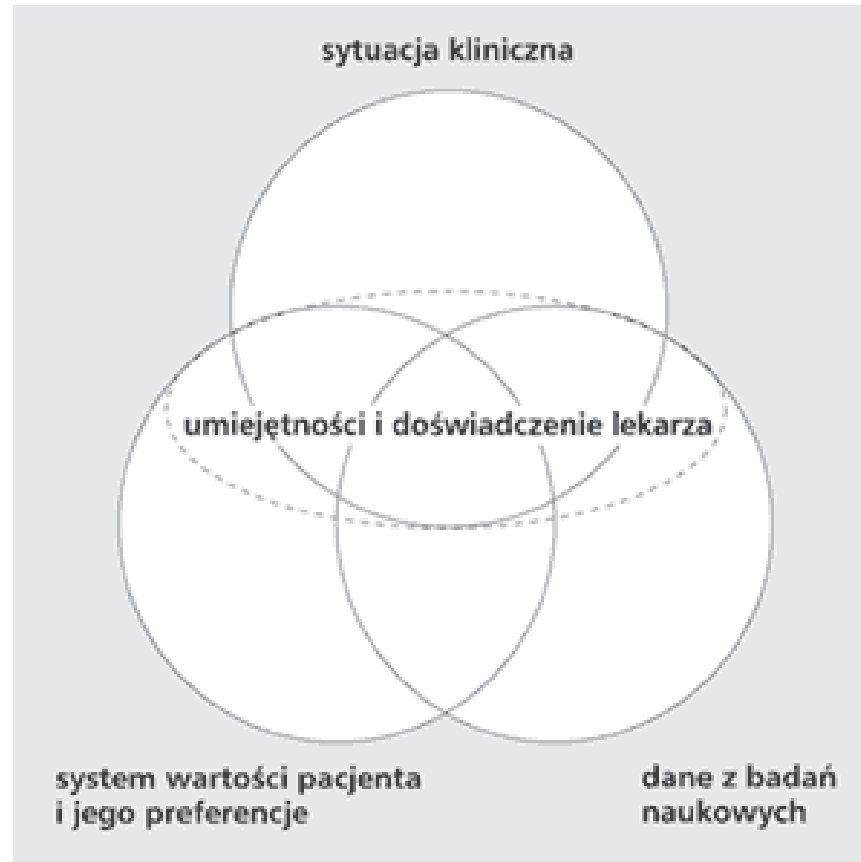 sytuacja kliniczna
umiejętności i doświadczenie lekarza
system wartości pacjenta
i jego preferencje
dane z badań
naukowych